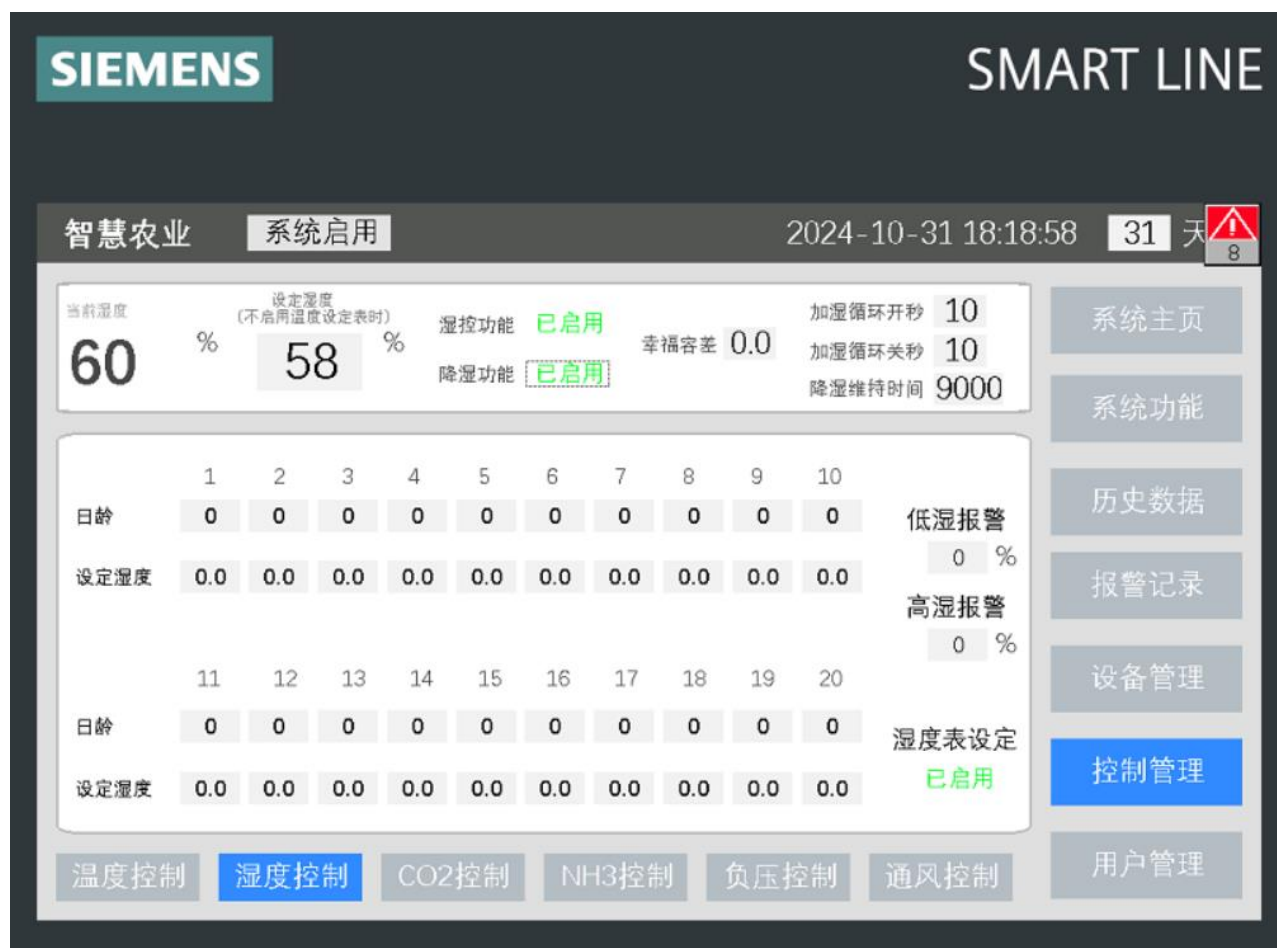 SIEMENS
SMART LINE
智慧农业 系统启用 2024-10-31 18:18:58 31 天
8
当前湿度
60 %
设定湿度
(不启用温度设定表时)
58 %
湿控功能 已启用
降湿功能 已启用
幸福容差 0.0
加湿循环开秒 10
加湿循环关秒 10
降湿维持时间 9000
1 2 3 4 5 6 7 8 9 10
日龄 0 0 0 0 0 0 0 0 0 0
设定湿度 0.0 0.0 0.0 0.0 0.0 0.0 0.0 0.0 0.0 0.0
低湿报警
0 %
高湿报警
0 %
11 12 13 14 15 16 17 18 19 20
日龄 0 0 0 0 0 0 0 0 0 0
设定湿度 0.0 0.0 0.0 0.0 0.0 0.0 0.0 0.0 0.0 0.0
湿度表设定
已启用
系统主页
系统功能
历史数据
报警记录
设备管理
控制管理
用户管理
温度控制 湿度控制 CO2控制 NH3控制 负压控制 通风控制